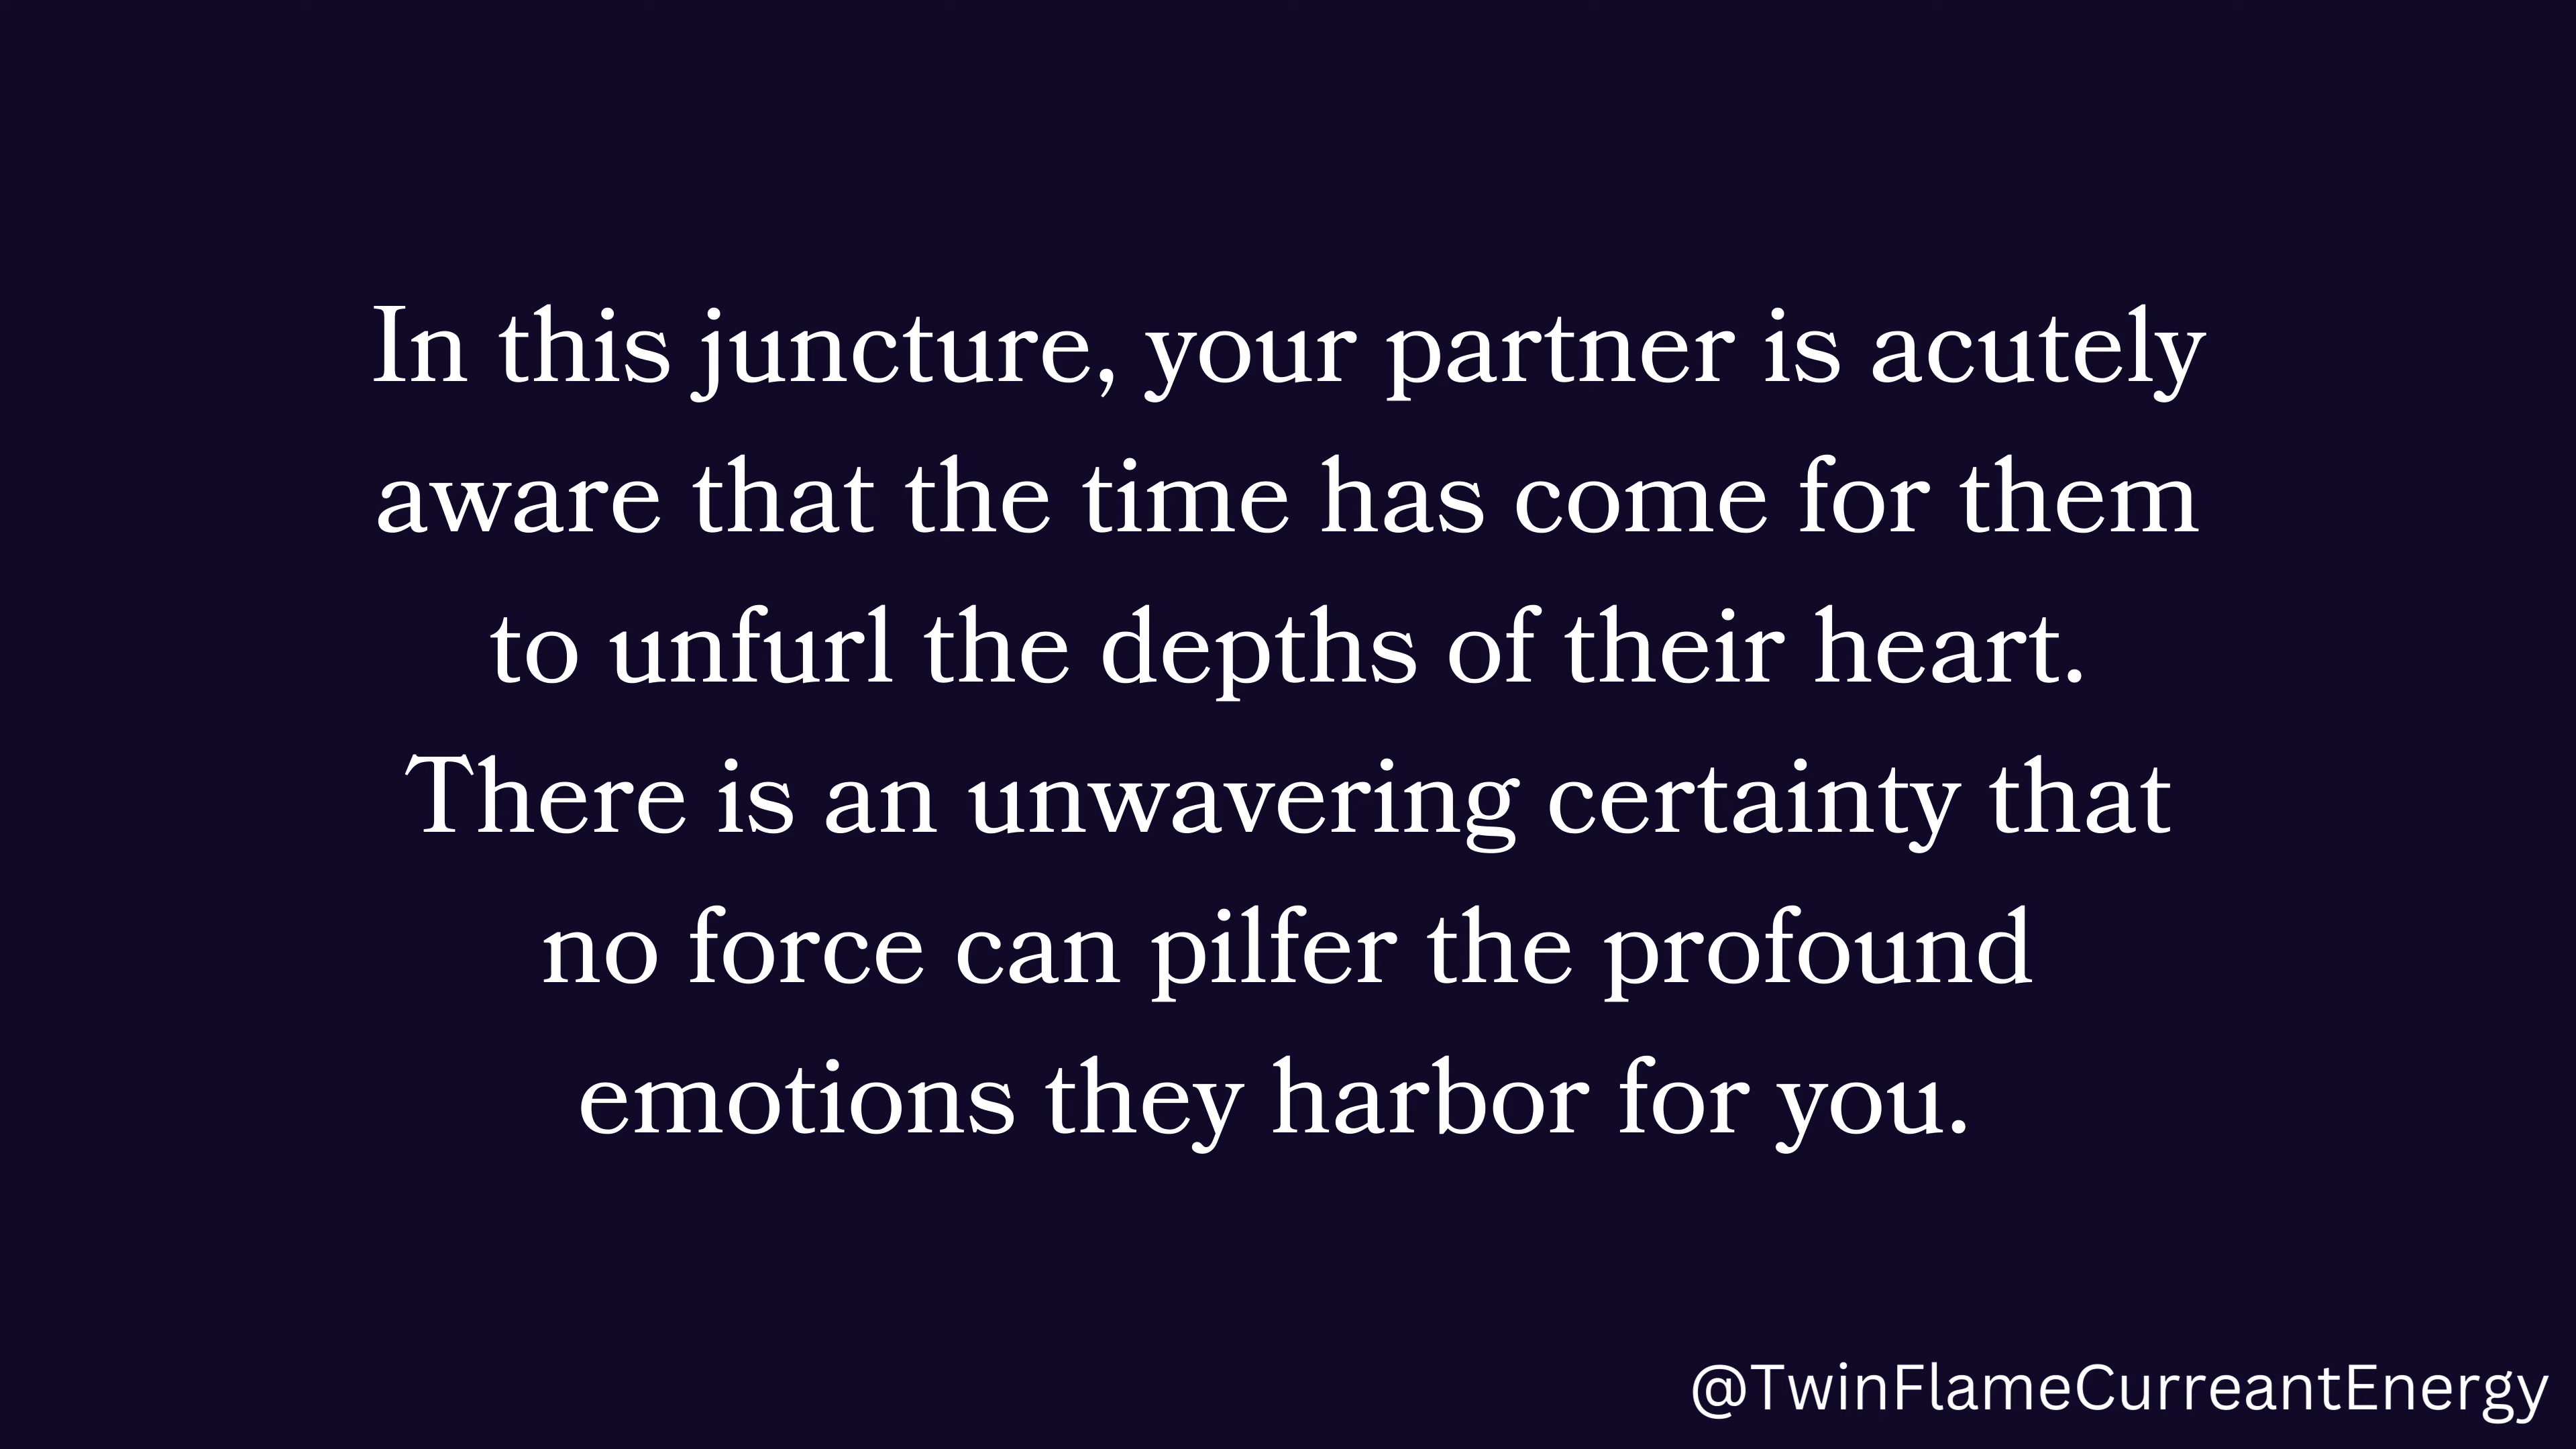 In this juncture, your partner is acutely
aware that the time has come for them
to unfurl the depths of their heart.
There is an unwavering certainty that
no force can pilfer the profound
emotions they harbor for you.
@TwinFlameCurreantEnergy